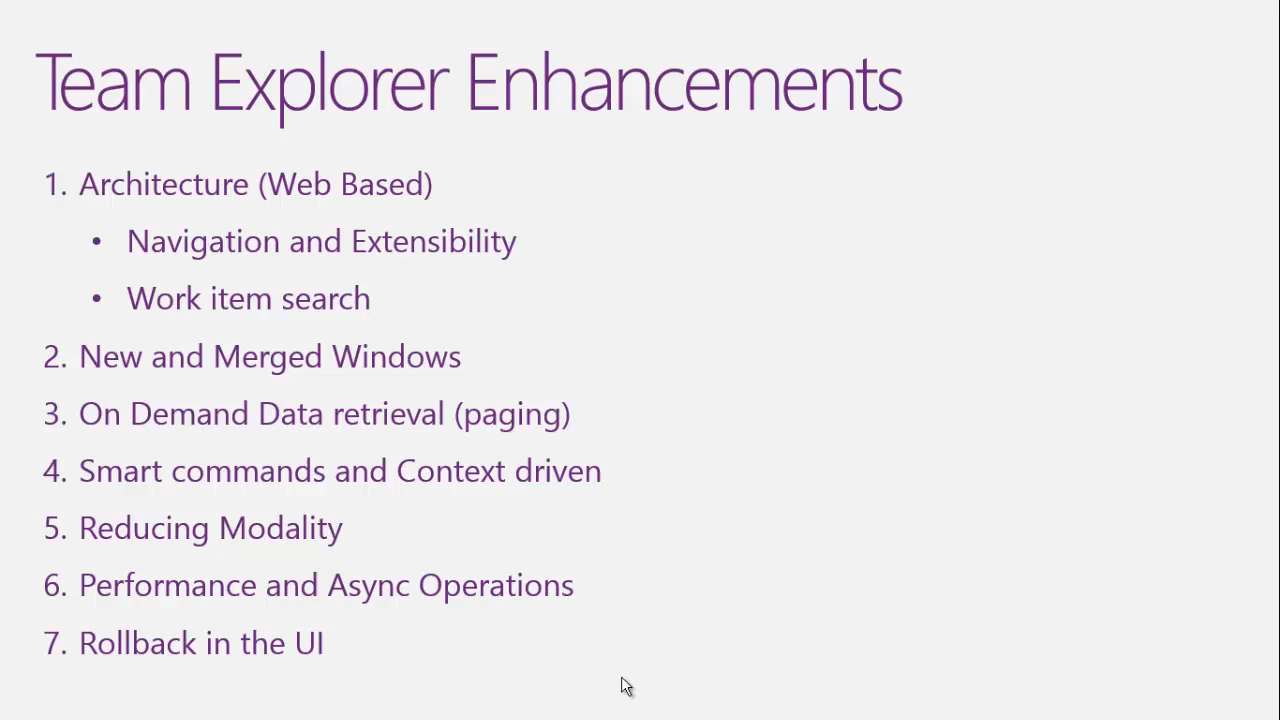 Team Explorer Enhancements
1. Architecture (Web Based)
• Navigation and Extensibility
• Work item search
2. New and Merged Windows
3. On Demand Data retrieval (paging)
4. Smart commands and Context driven
5. Reducing Modality
6. Performance and Async Operations
7. Rollback in the UI